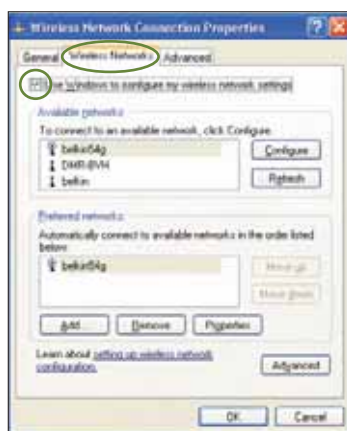 Wireless Network Connection Properties
General Wireless Networks Advanced
Use Windows to configure my wireless network settings
Available networks
To connect to an available network, click Configure.
belkin54g
Configure
DMR-BVH
Refresh
belkin
Preferred networks
Automatically connect to available networks in the order listed
below:
belkin54g
Move up
Move down
Add... Remove Properties
Learn about setting up wireless network
configuration.
Advanced
OK Cancel